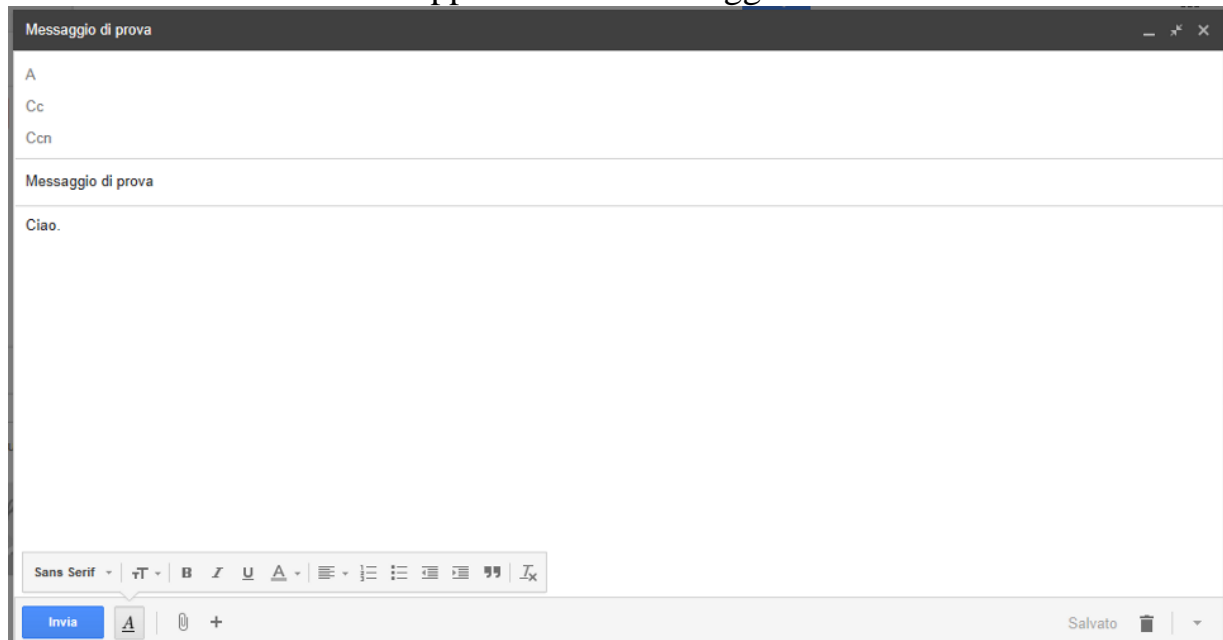 Messaggio di prova
A
Cc
Ccn
Messaggio di prova
Ciao.
Sans Serif
B I U A
Invia A
Salvato